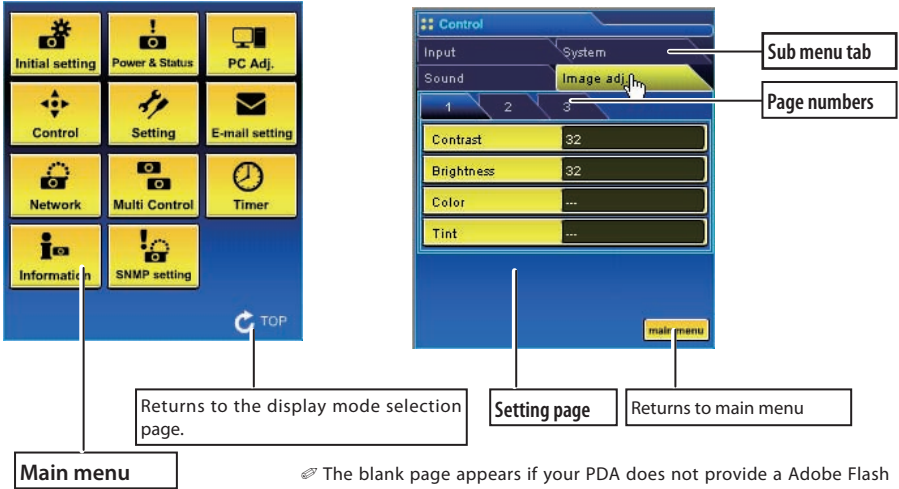 Initial setting
Power & Status
PC Adj.
Control
Setting
E-mail setting
Network
Multi Control
Timer
Information
SNMP setting
TOP
Returns to the display mode selection
page.
Main menu
Control
Input
System
Sound
Image adj.
1 2 3
Contrast 32
Brightness 32
Color ---
Tint ---
main menu
Sub menu tab
Page numbers
Setting page
Returns to main menu
✐ The blank page appears if your PDA does not provide a Adobe Flash